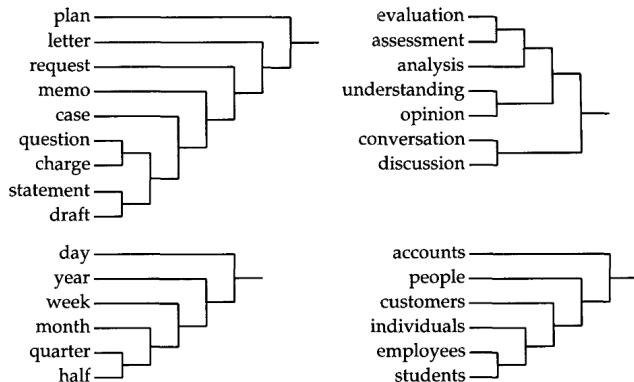 plan
letter
request
memo
case
question
charge
statement
draft
evaluation
assessment
analysis
understanding
opinion
conversation
discussion
day
year
week
month
quarter
half
accounts
people
customers
individuals
employees
students